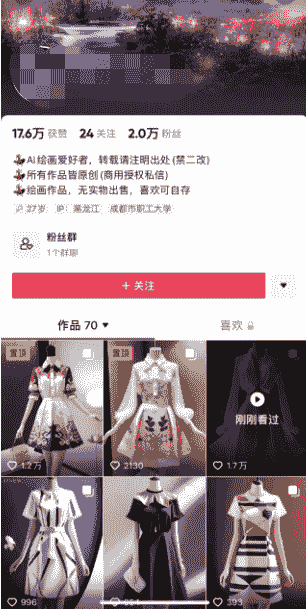 17.6万 获赞 24 关注 2.0万 粉丝
Ai绘画爱好者，转载请注明出处(禁二改)
所有作品皆原创(商用授权私信)
绘画作品，无实物出售，喜欢可自存
27岁 IP：黑龙江 成都市职工大学
粉丝群
1个群聊
+ 关注
作品 70 喜欢
置顶 置顶
刚刚看过
1.2万 2130 1.7万
996 393